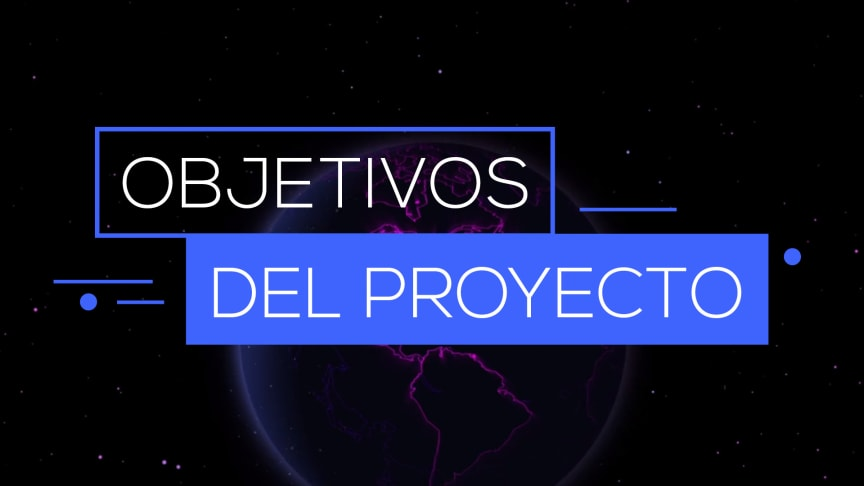 OBJETIVOS
DEL PROYECTO